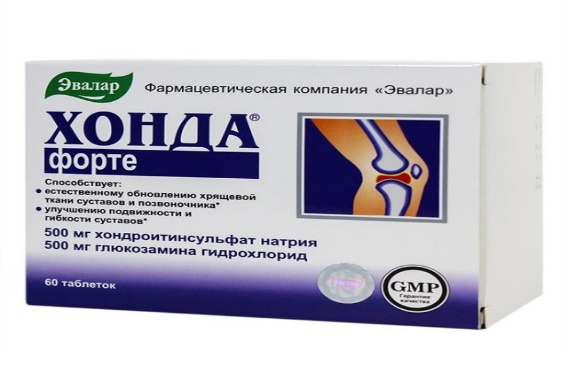 Эвалар
Фармацевтическая компания «Эвалар»
ХОНДА®
форте
Способствует:
• естественному обновлению хрящевой
ткани суставов и позвоночника*
• улучшению подвижности и
гибкости суставов*
500 мг хондроитинсульфат натрия
500 мг глюкозамина гидрохлорид
60 таблеток
GMP
Гарантия
качества